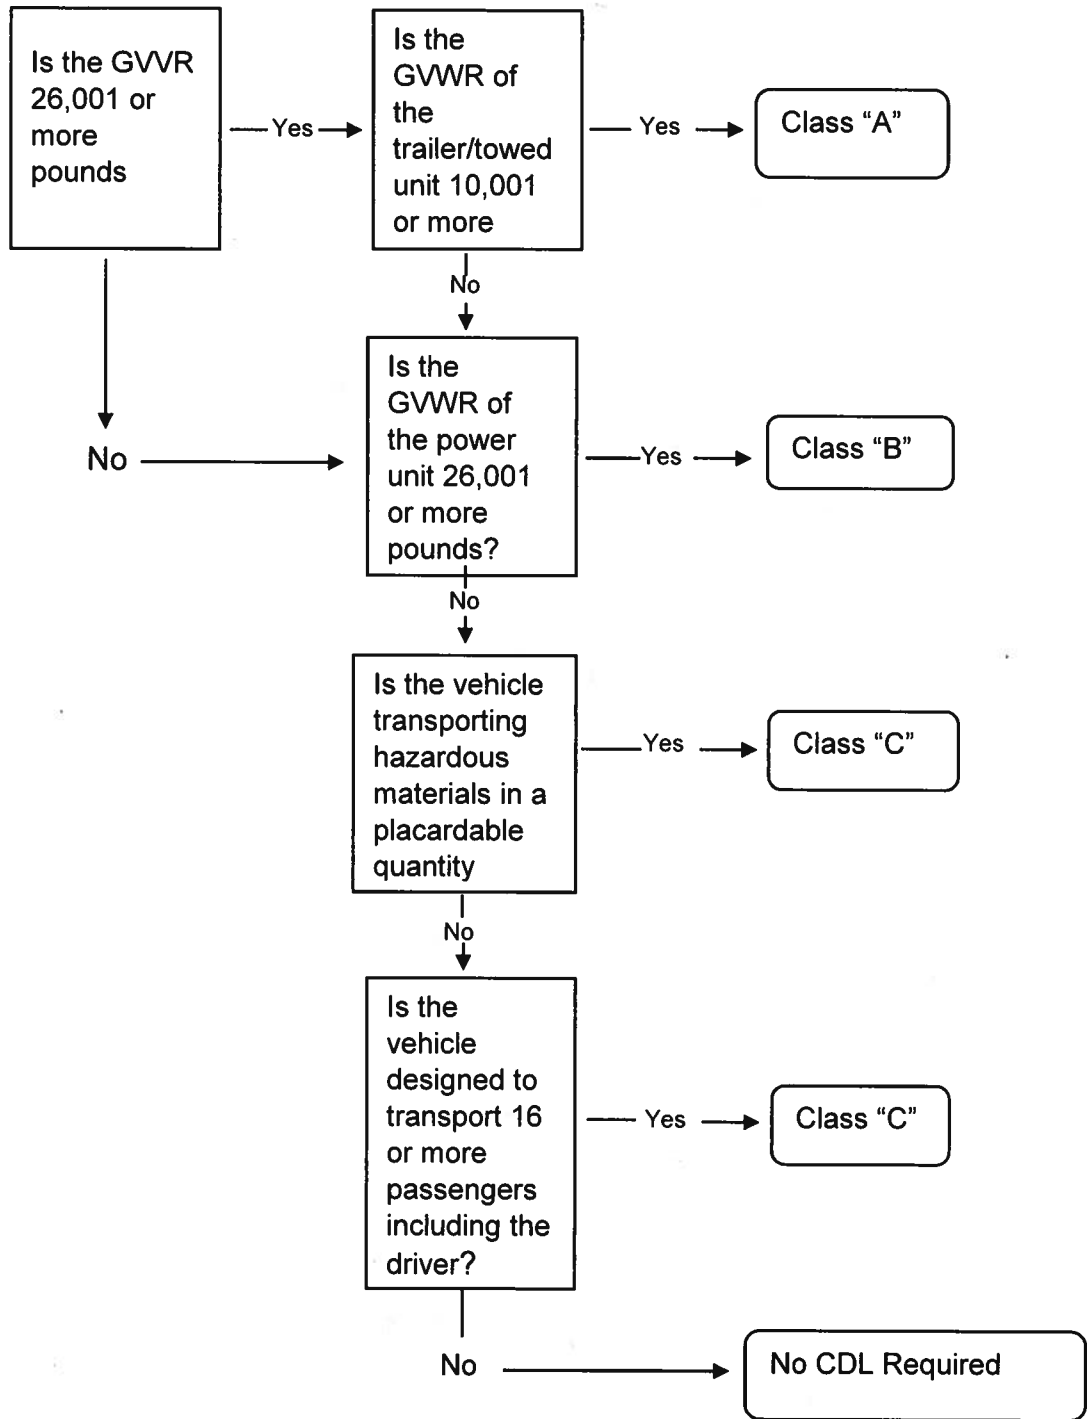 Is the GVVR
26,001 or
more
pounds
Yes
Is the
GVWR of
the
trailer/towed
unit 10,001
or more
Yes
Class “A”
No
No
Is the
GVWR of
the power
unit 26,001
or more
pounds?
Yes
Class “B”
No
Is the vehicle
transporting
hazardous
materials in a
placardable
quantity
Yes
Class “C”
No
Is the
vehicle
designed to
transport 16
or more
passengers
including the
driver?
Yes
Class “C”
No
No CDL Required